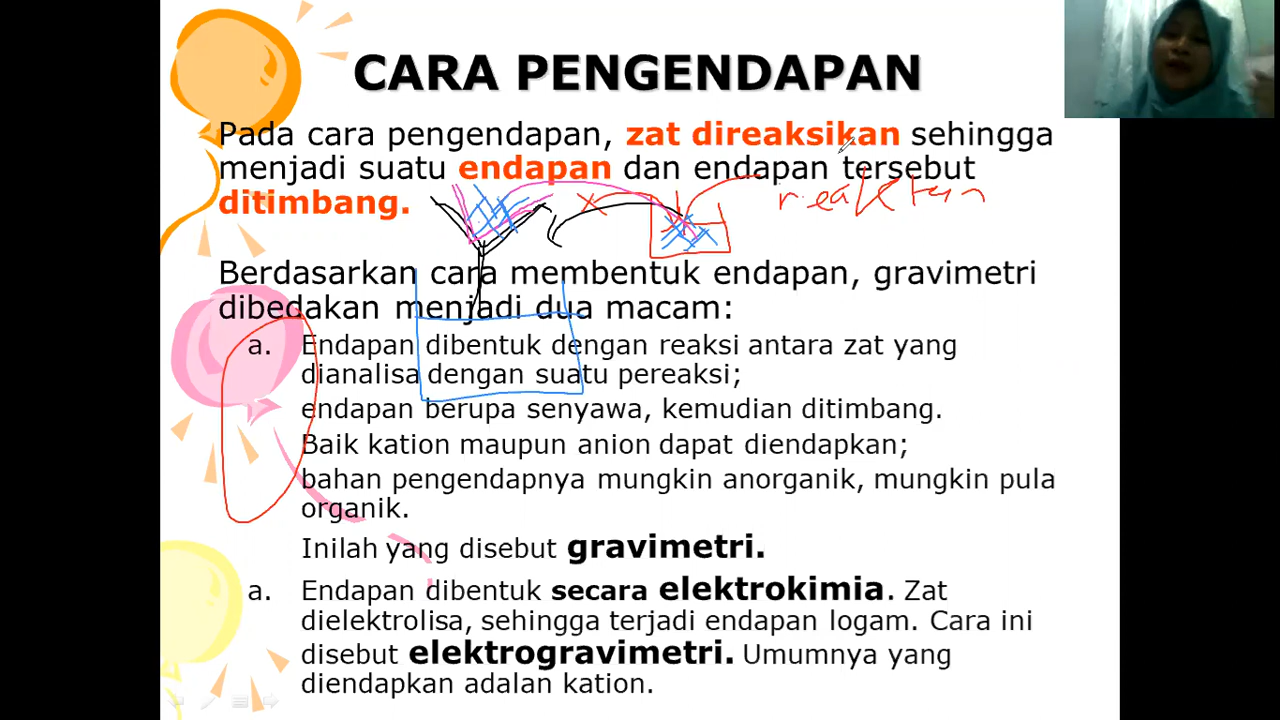 CARA PENGENDAPAN
Pada cara pengendapan, zat direaksikan sehingga
menjadi suatu endapan dan endapan tersebut
ditimbang.
reaktan
Berdasarkan cara membentuk endapan, gravimetri
dibedakan menjadi dua macam:
a. Endapan dibentuk dengan reaksi antara zat yang
dianalisa dengan suatu pereaksi;
endapan berupa senyawa, kemudian ditimbang.
Baik kation maupun anion dapat diendapkan;
bahan pengendapnya mungkin anorganik, mungkin pula
organik.
Inilah yang disebut gravimetri.
a. Endapan dibentuk secara elektrokimia. Zat
dielektrolisa, sehingga terjadi endapan logam. Cara ini
disebut elektrogravimetri. Umumnya yang
diendapkan adalan kation.